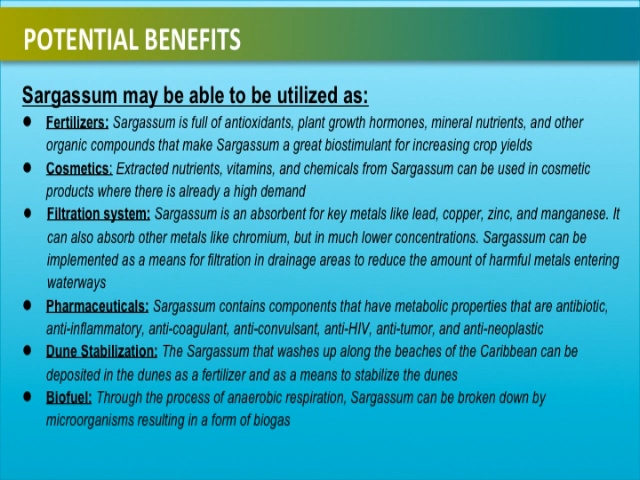 POTENTIAL BENEFITS
Sargassum may be able to be utilized as:
● Fertilizers: Sargassum is full of antioxidants, plant growth hormones, mineral nutrients, and other
organic compounds that make Sargassum a great biostimulant for increasing crop yields
● Cosmetics: Extracted nutrients, vitamins, and chemicals from Sargassum can be used in cosmetic
products where there is already a high demand
● Filtration system: Sargassum is an absorbent for key metals like lead, copper, zinc, and manganese. It
can also absorb other metals like chromium, but in much lower concentrations. Sargassum can be
implemented as a means for filtration in drainage areas to reduce the amount of harmful metals entering
waterways
● Pharmaceuticals: Sargassum contains components that have metabolic properties that are antibiotic,
anti-inflammatory, anti-coagulant, anti-convulsant, anti-HIV, anti-tumor, and anti-neoplastic
● Dune Stabilization: The Sargassum that washes up along the beaches of the Caribbean can be
deposited in the dunes as a fertilizer and as a means to stabilize the dunes
● Biofuel: Through the process of anaerobic respiration, Sargassum can be broken down by
microorganisms resulting in a form of biogas